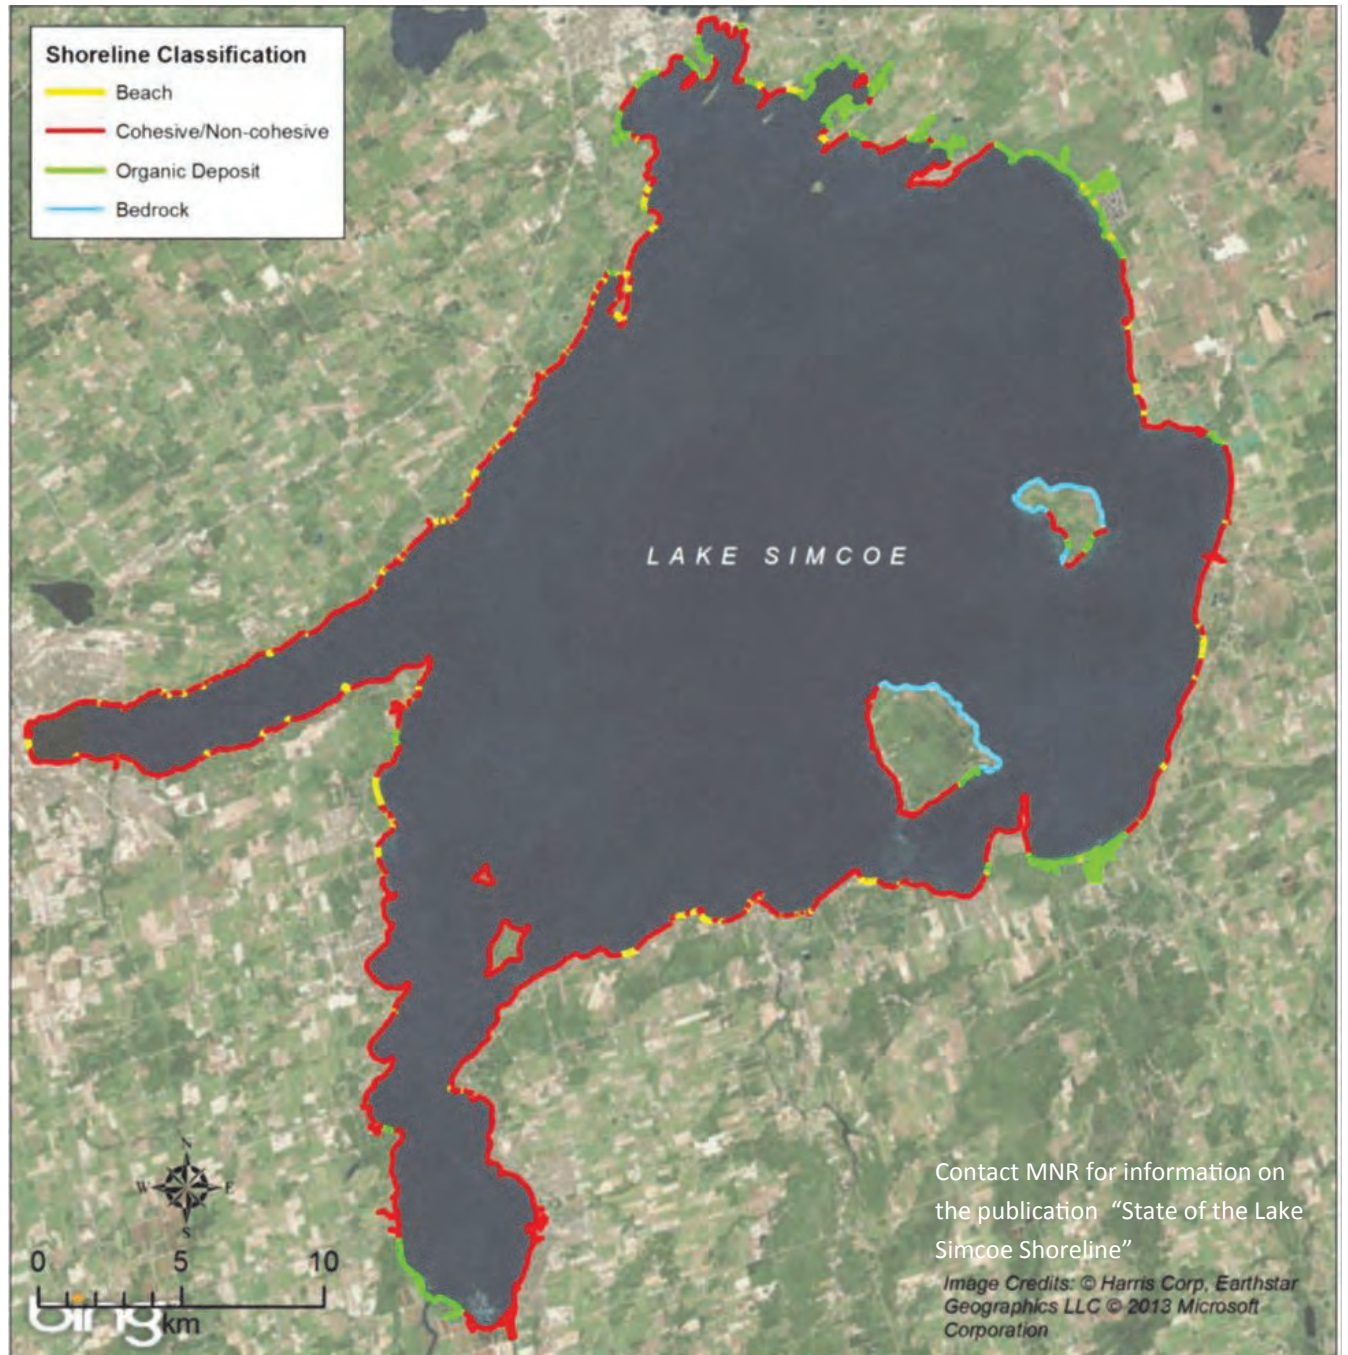 Shoreline Classification
Beach
Cohesive/Non-cohesive
Organic Deposit
Bedrock
LAKE SIMCOE
N
W E
S
0 5 10
bing km
Contact MNR for information on
the publication “State of the Lake
Simcoe Shoreline”
Image Credits: © Harris Corp, Earthstar
Geographics LLC © 2013 Microsoft
Corporation